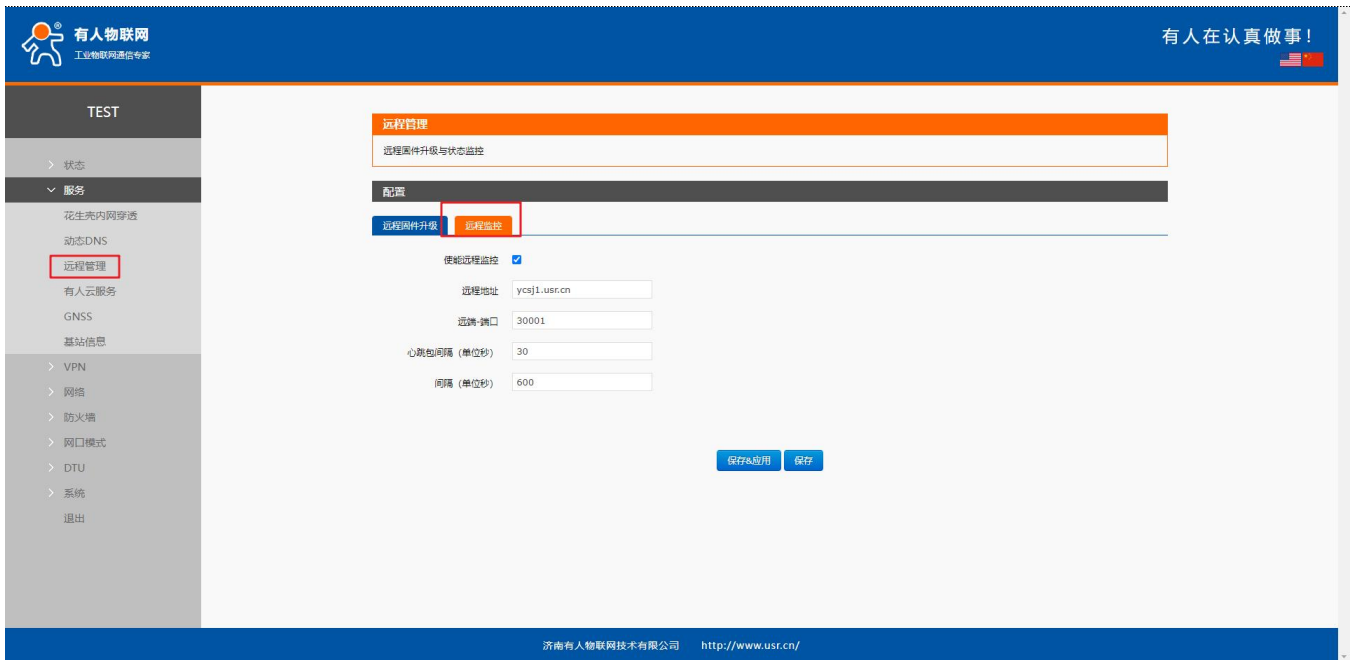 有人物联网
工业物联网通信专家
有人在认真做事！
TEST
状态
服务
花生壳内网穿透
动态DNS
远程管理
有人云服务
GNSS
基站信息
VPN
网络
防火墙
网口模式
DTU
系统
退出
远程管理
远程固件升级与状态监控
配置
远程固件升级 远程监控
使能远程监控
远程地址 ycsj1.usr.cn
远端-端口 30001
心跳包间隔（单位秒） 30
间隔（单位秒） 600
保存&应用 保存
济南有人物联网技术有限公司 http://www.usr.cn/